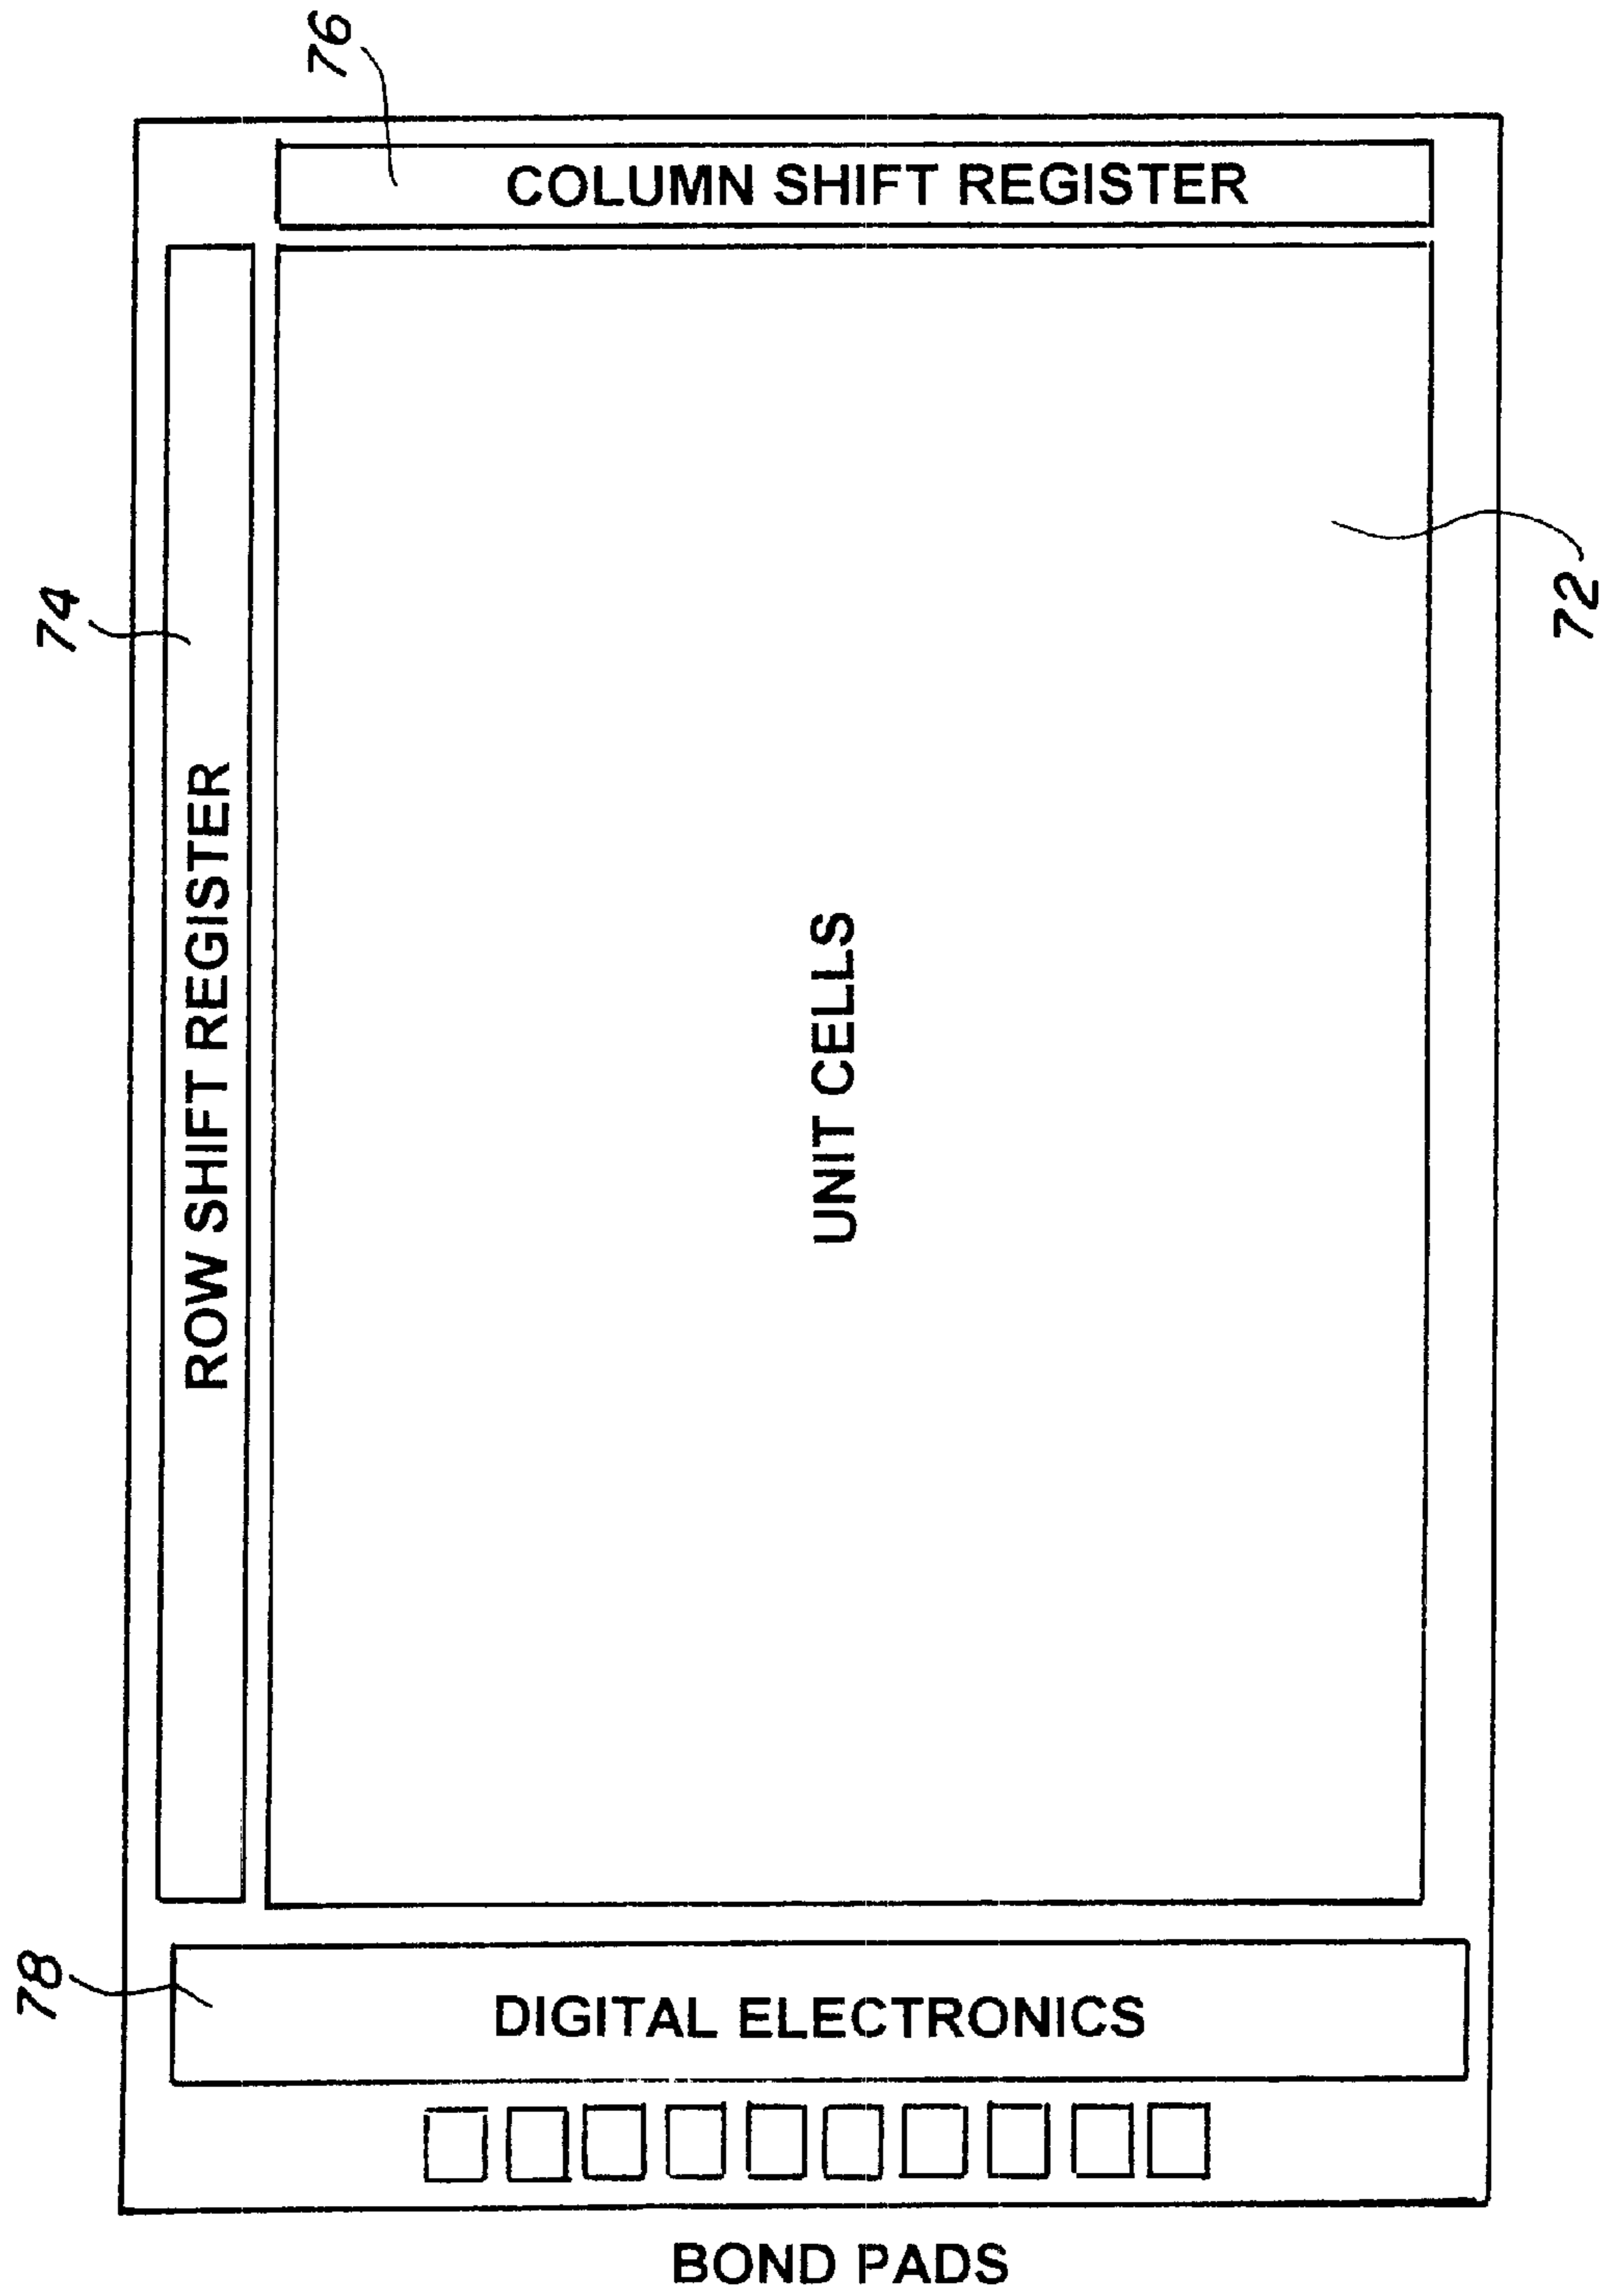 76
COLUMN SHIFT REGISTER
74
ROW SHIFT REGISTER
UNIT CELLS
72
78
DIGITAL ELECTRONICS
BOND PADS